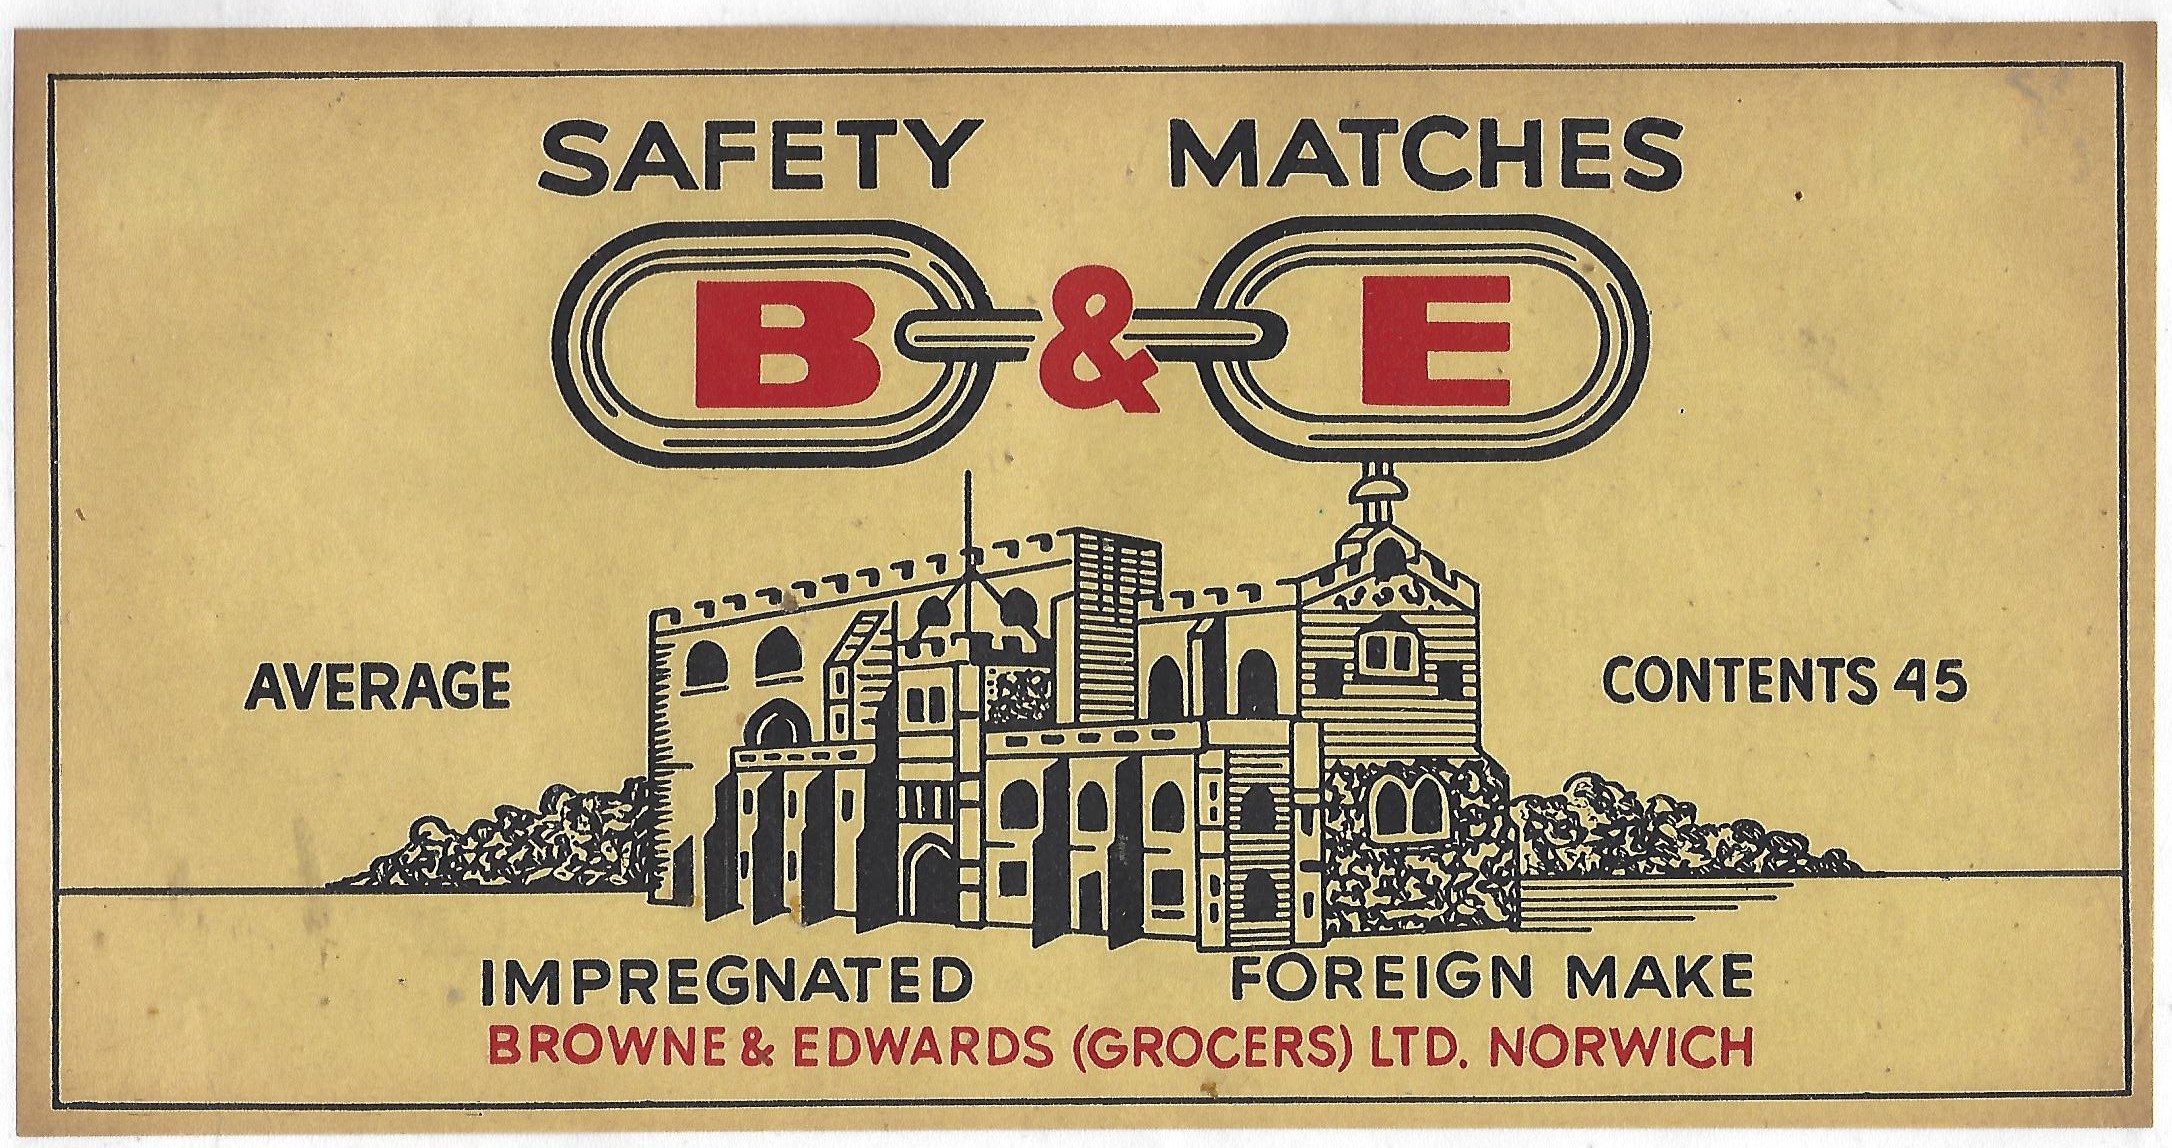 SAFETY MATCHES
B & E
AVERAGE CONTENTS 45
IMPREGNATED FOREIGN MAKE
BROWNE & EDWARDS (GROCERS) LTD. NORWICH